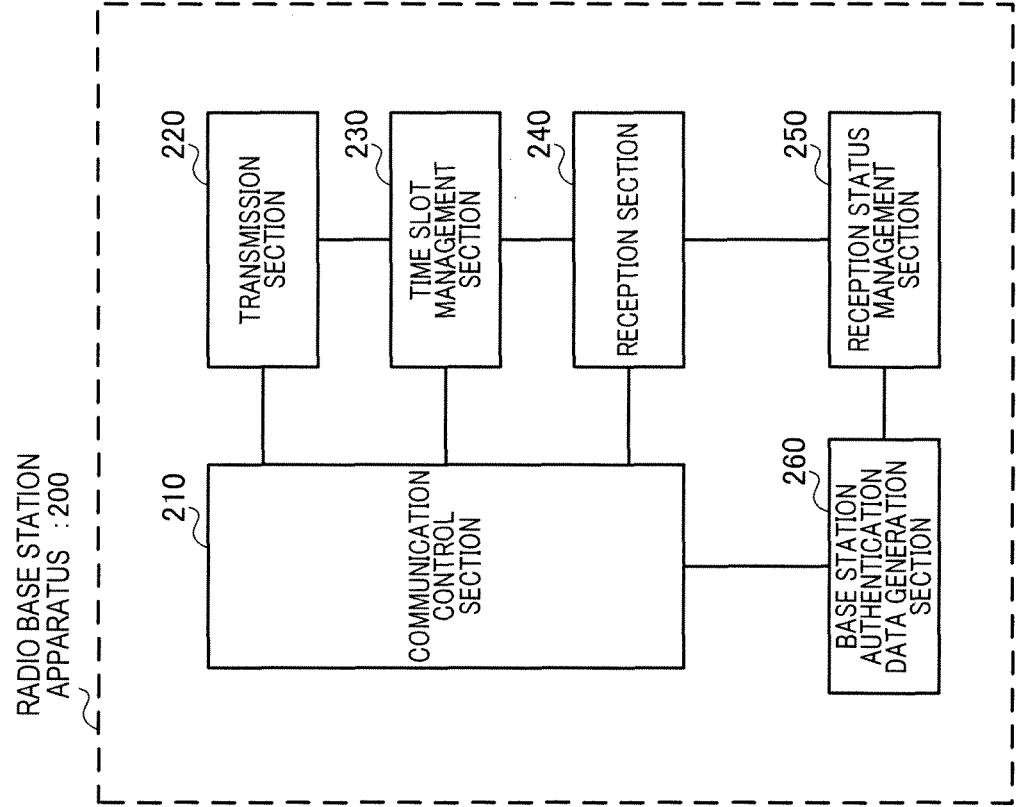 RADIO BASE STATION
APPARATUS : 200
210
COMMUNICATION
CONTROL
SECTION
220
TRANSMISSION
SECTION
230
TIME SLOT
MANAGEMENT
SECTION
240
RECEPTION SECTION
250
RECEPTION STATUS
MANAGEMENT
SECTION
260
BASE STATION
AUTHENTICATION
DATA GENERATION
SECTION